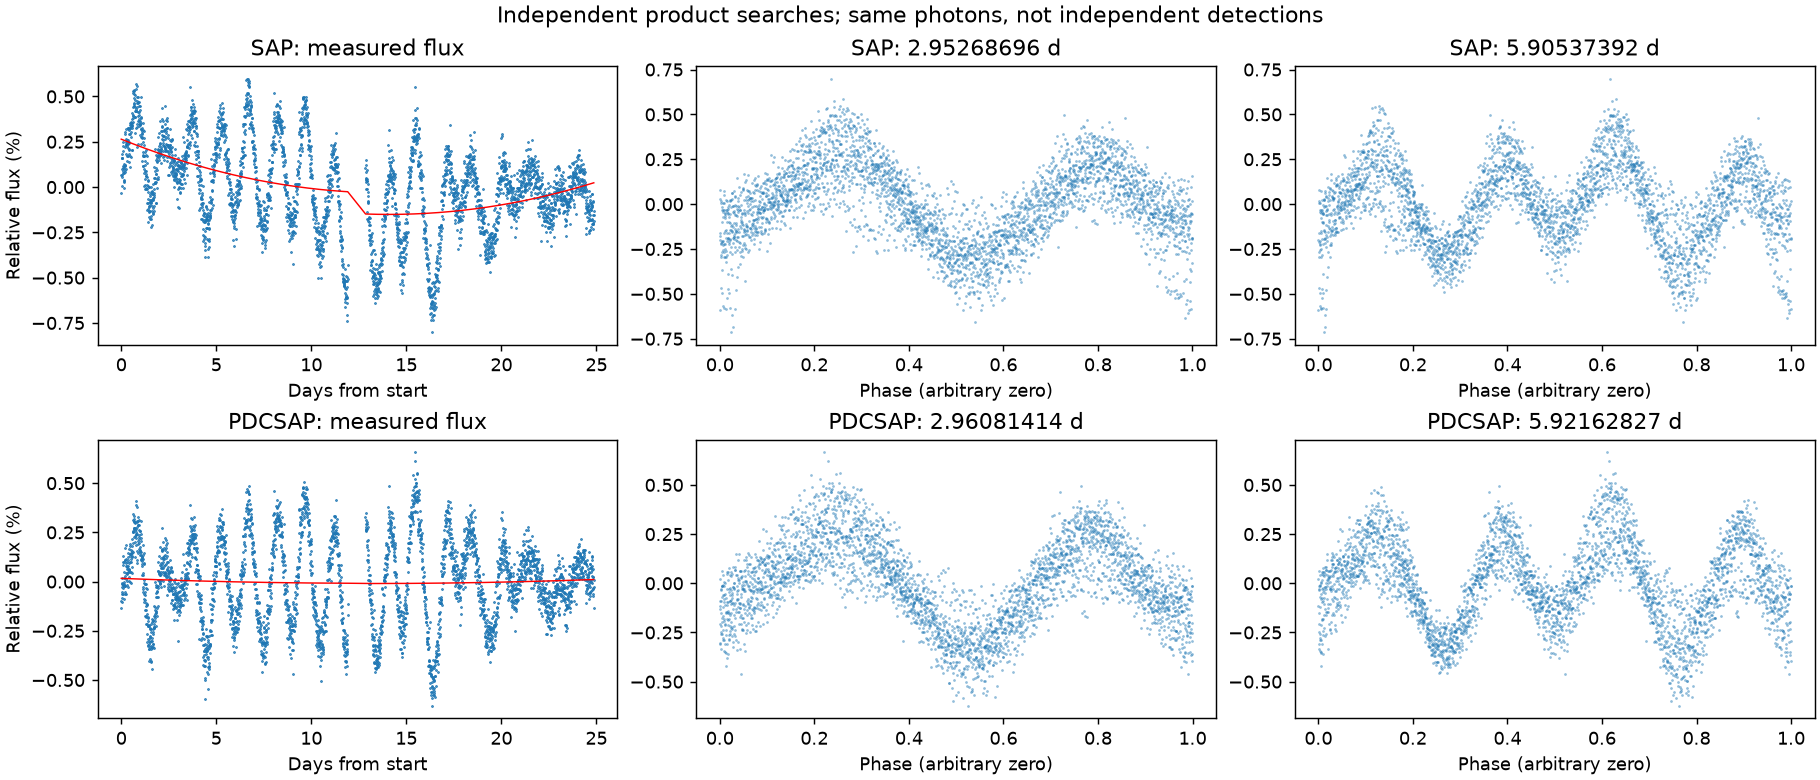 Independent product searches; same photons, not independent detections
SAP: measured flux
SAP: 2.95268696 d
SAP: 5.90537392 d
Relative flux (%)
0.50
0.25
0.00
−0.25
−0.50
−0.75
0 5 10 15 20 25
Days from start
0.75
0.50
0.25
0.00
−0.25
−0.50
−0.75
0.0 0.2 0.4 0.6 0.8 1.0
Phase (arbitrary zero)
0.75
0.50
0.25
0.00
−0.25
−0.50
−0.75
0.0 0.2 0.4 0.6 0.8 1.0
Phase (arbitrary zero)
PDCSAP: measured flux
PDCSAP: 2.96081414 d
PDCSAP: 5.92162827 d
Relative flux (%)
0.50
0.25
0.00
−0.25
−0.50
0 5 10 15 20 25
Days from start
0.50
0.25
0.00
−0.25
−0.50
0.0 0.2 0.4 0.6 0.8 1.0
Phase (arbitrary zero)
0.50
0.25
0.00
−0.25
−0.50
0.0 0.2 0.4 0.6 0.8 1.0
Phase (arbitrary zero)